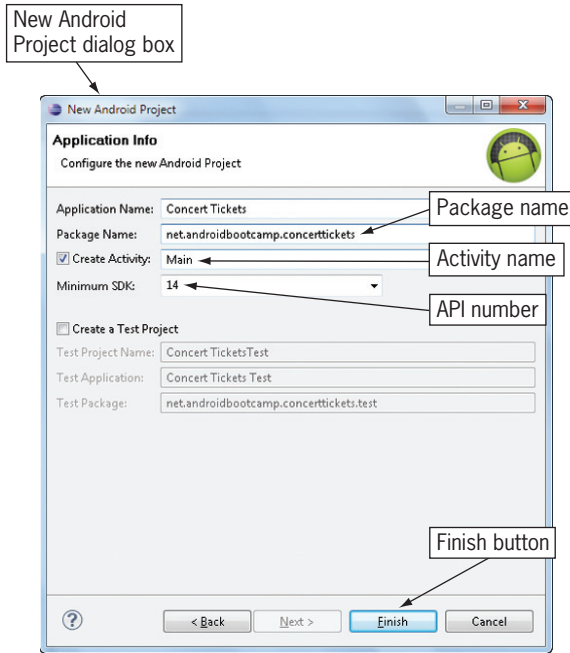 New Android
Project dialog box
New Android Project
Application Info
Configure the new Android Project
Application Name: Concert Tickets
Package name
Package Name: net.androidbootcamp.concerttickets
Create Activity: Main
Activity name
Minimum SDK: 14
API number
Create a Test Project
Test Project Name: Concert TicketsTest
Test Application: Concert Tickets Test
Test Package: net.androidbootcamp.concerttickets.test
Finish button
? < Back Next > Finish Cancel